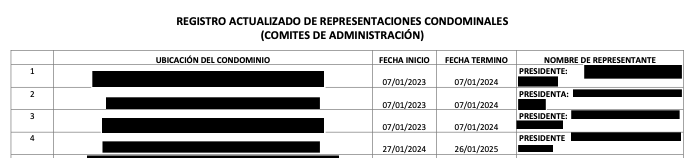 REGISTRO ACTUALIZADO DE REPRESENTACIONES CONDOMINALES
(COMITES DE ADMINISTRACIÓN)
UBICACIÓN DEL CONDOMINIO FECHA INICIO FECHA TERMINO NOMBRE DE REPRESENTANTE
1 07/01/2023 07/01/2024 PRESIDENTE:
2 07/01/2023 07/01/2024 PRESIDENTA:
3 07/01/2023 07/01/2024 PRESIDENTE:
4 27/01/2024 26/01/2025 PRESIDENTE